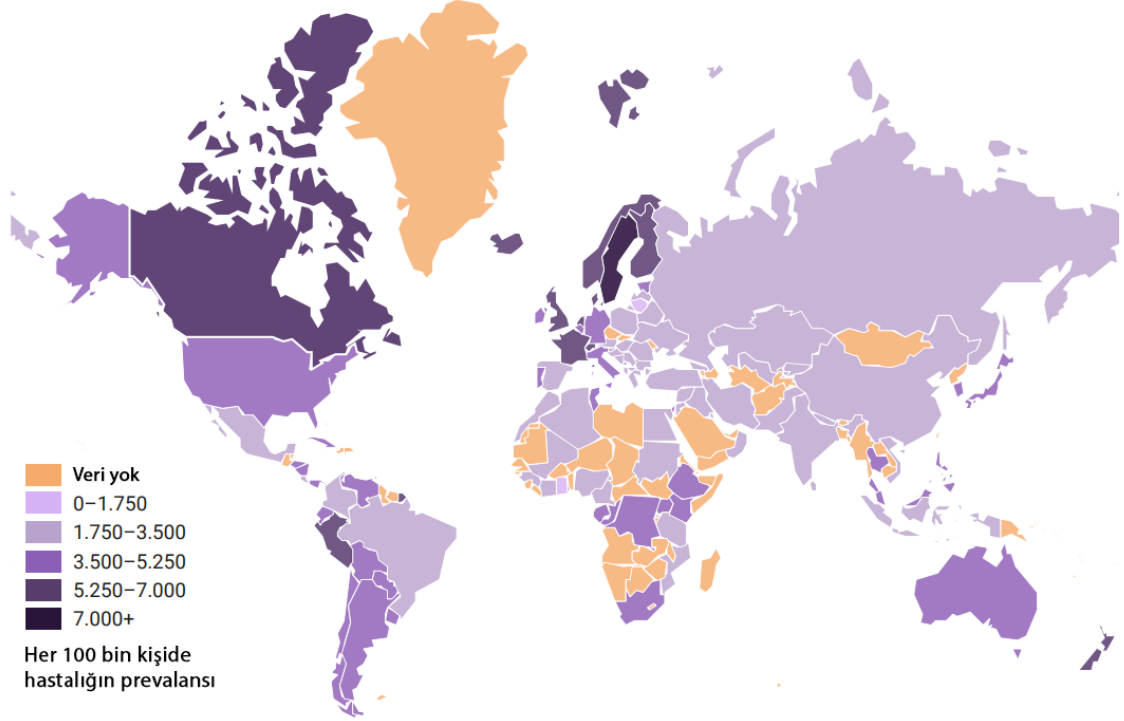 Veri yok
0–1.750
1.750–3.500
3.500–5.250
5.250–7.000
7.000+
Her 100 bin kişide
hastalığın prevalansı